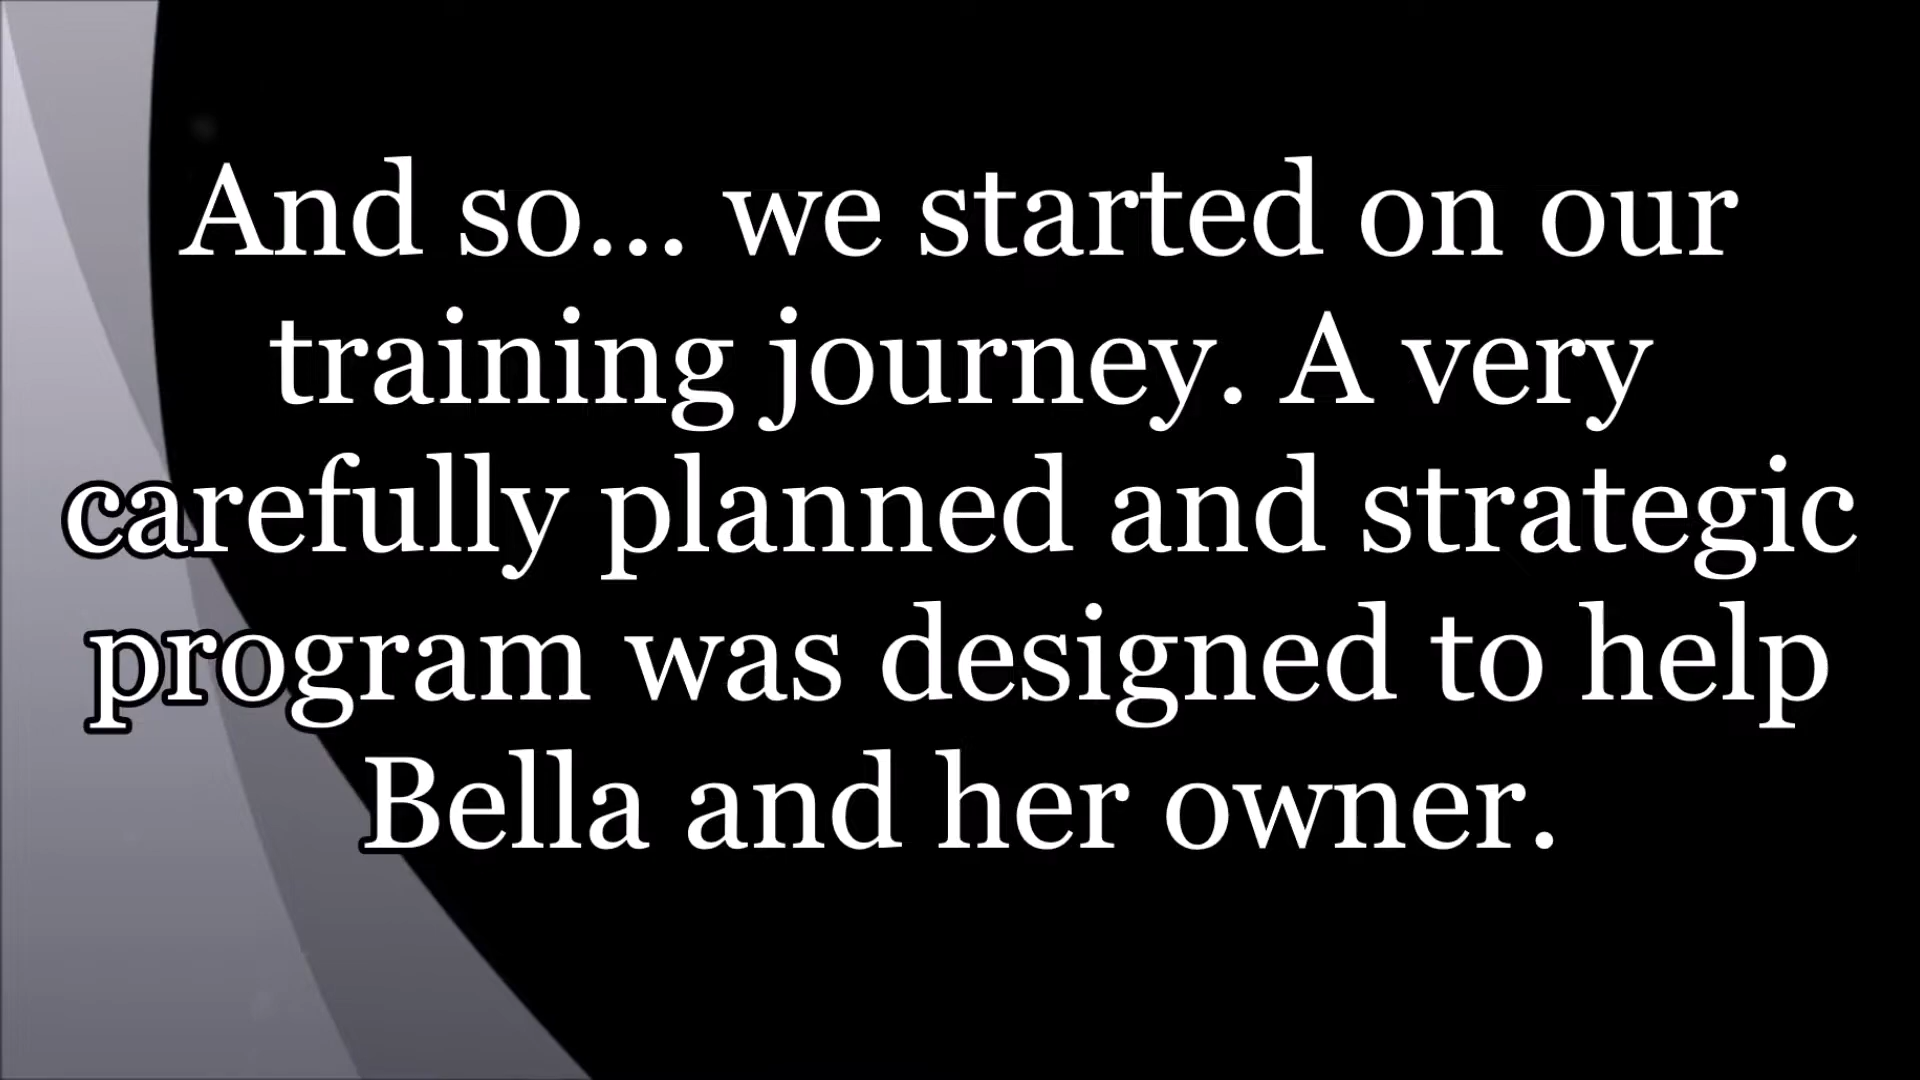 And so... we started on our
training journey. A very
carefully planned and strategic
program was designed to help
Bella and her owner.